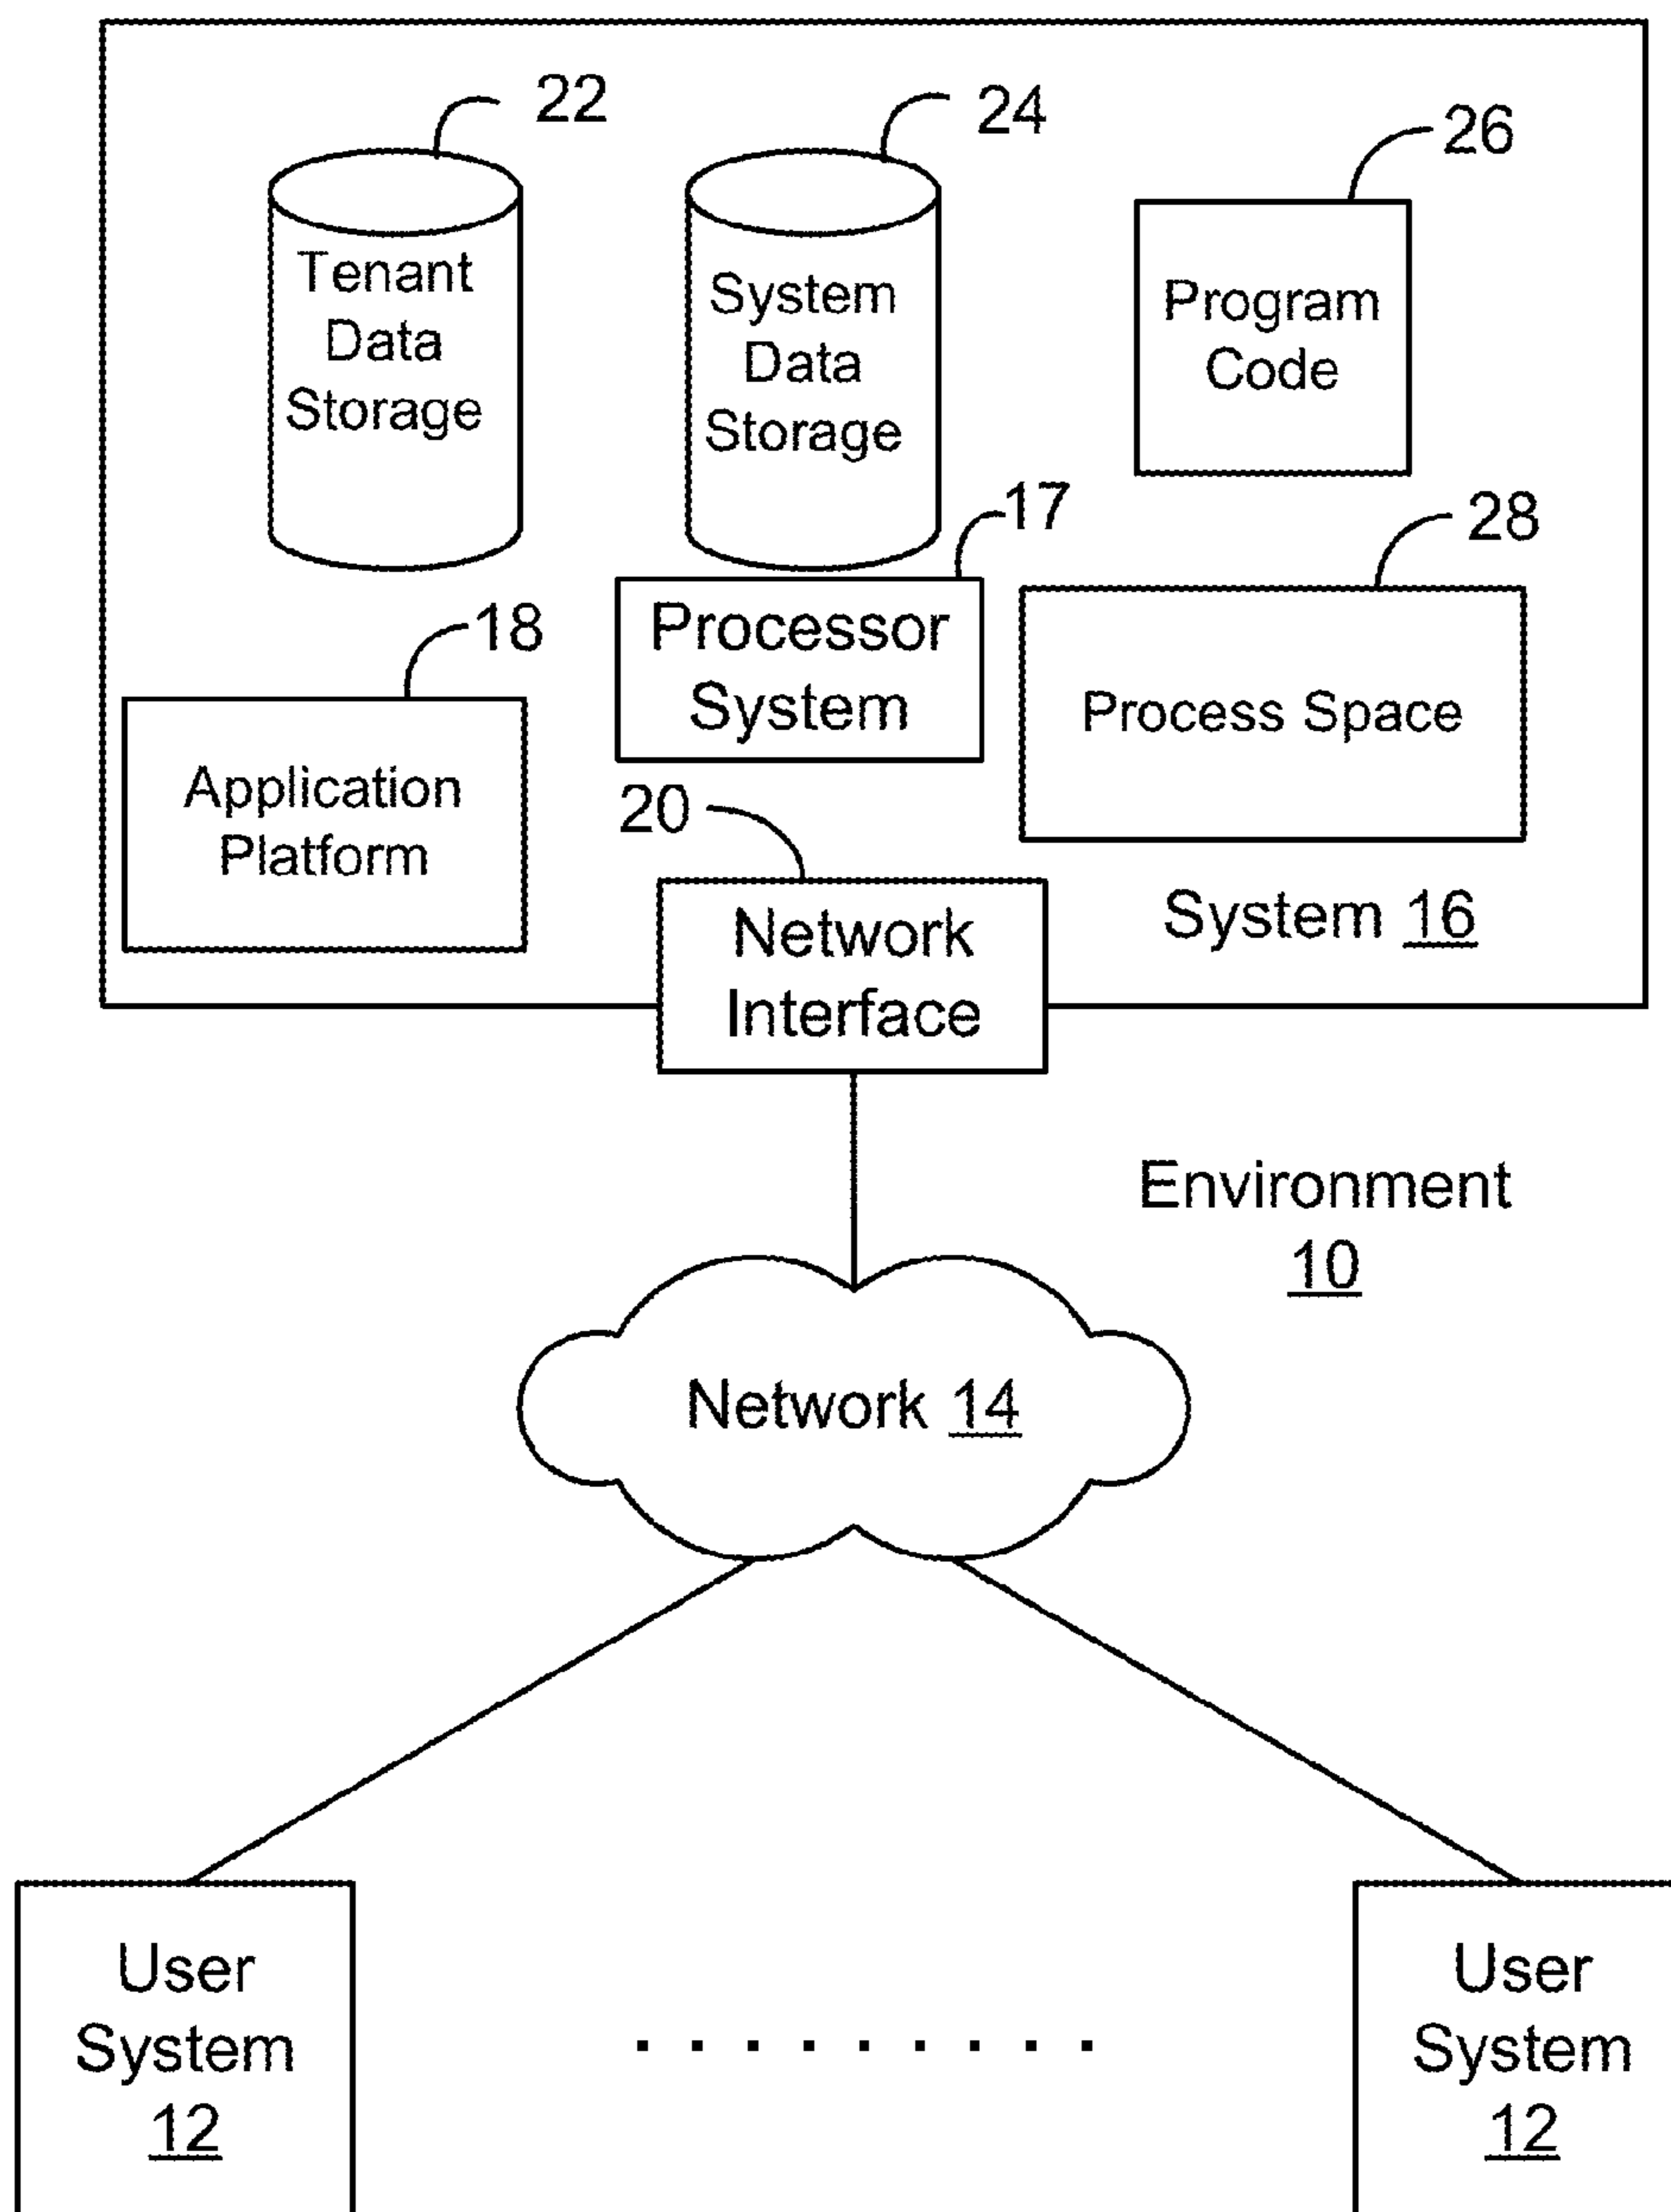 22
24
26
Tenant
Data
Storage
System
Data
Storage
Program
Code
17
28
18
Processor
System
Process Space
Application
Platform
20
System 16
Network
Interface
Environment
10
Network 14
User
System
12
User
System
12